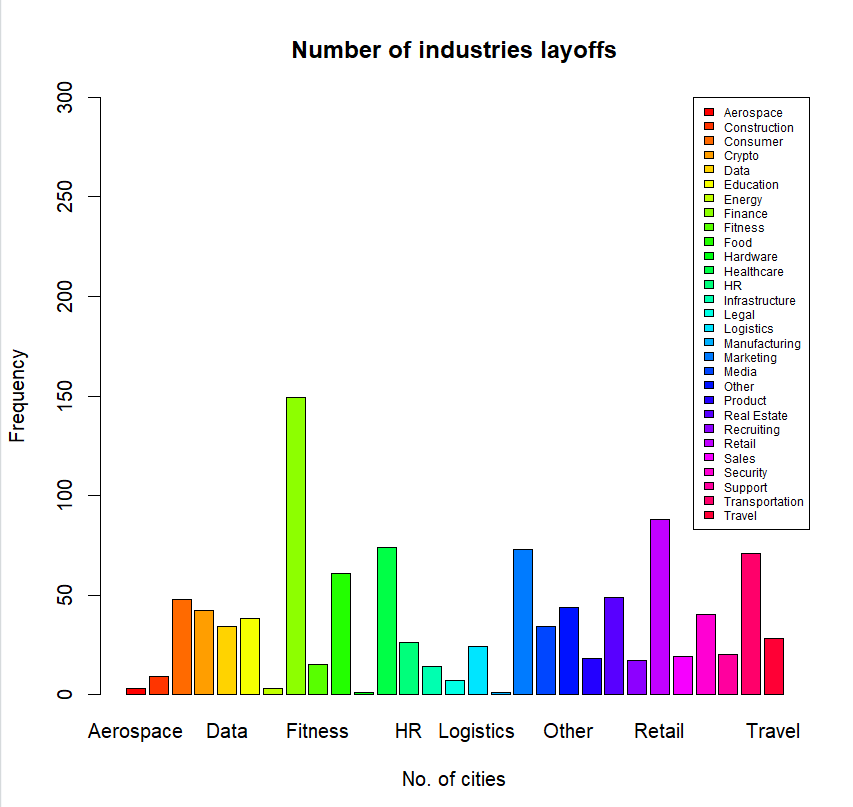 Number of industries layoffs
300
250
200
150
100
50
0
Frequency
Aerospace
Construction
Consumer
Crypto
Data
Education
Energy
Finance
Fitness
Food
Hardware
Healthcare
HR
Infrastructure
Legal
Logistics
Manufacturing
Marketing
Media
Other
Product
Real Estate
Recruiting
Retail
Sales
Security
Support
Transportation
Travel
Aerospace Data Fitness HR Logistics Other Retail Travel
No. of cities